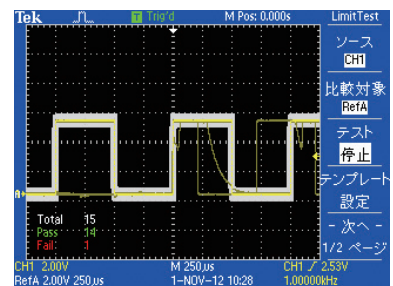 Tek T Trig'd M Pos: 0.000s LimitTest
ソース
CH1
比較対象
RefA
テスト
停止
テンプレート
設定
- 次へ -
1/2 ページ
Total 15
Pass 14
Fail: 1
CH1 2.00V M 250µs CH1 2.53V
RefA 2.00V 250µs 1-NOV-12 10:28 1.00000kHz